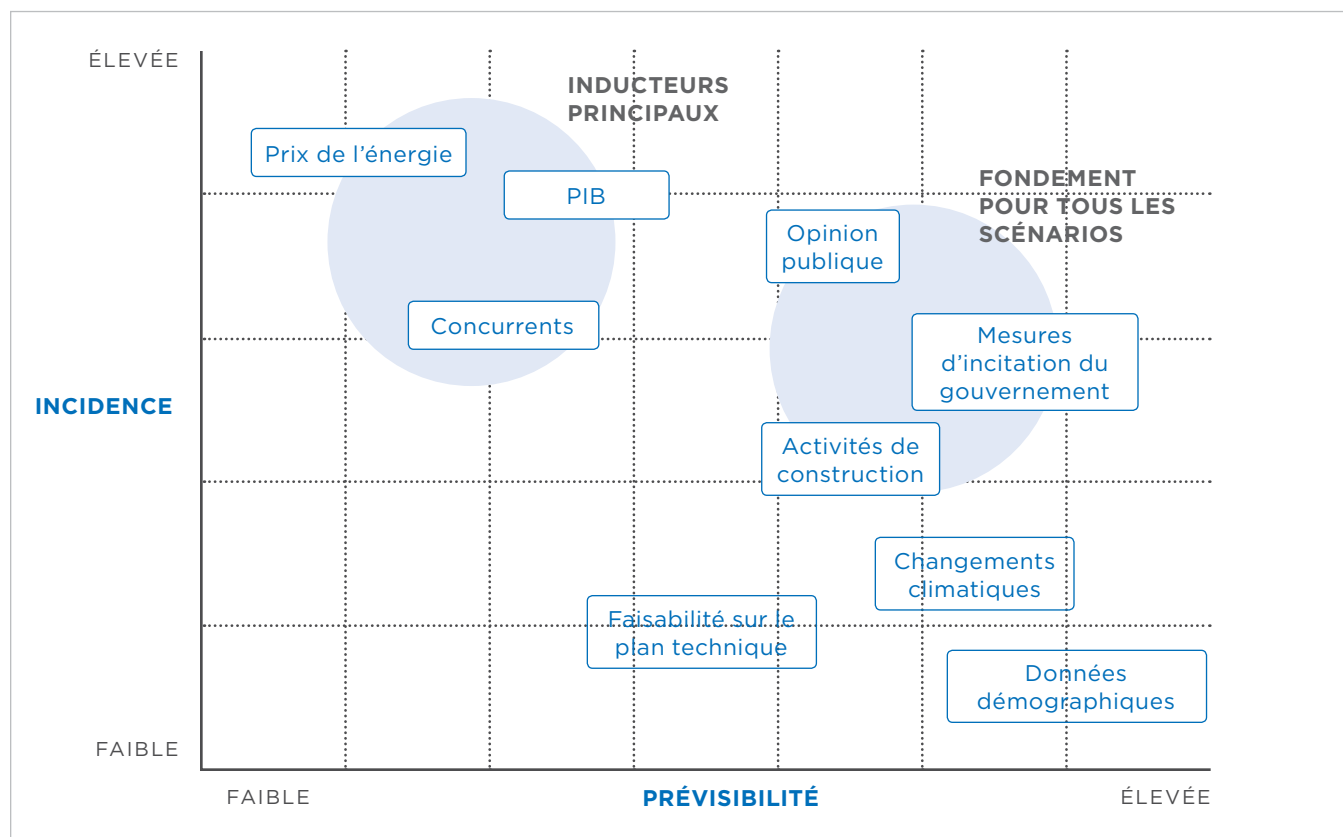 ÉLEVÉE
INDUCTEURS
PRINCIPAUX
Prix de l’énergie
PIB
FONDEMENT
POUR TOUS LES
SCÉNARIOS
Opinion
publique
Concurrents
Mesures
d’incitation du
gouvernement
INCIDENCE
Activités de
construction
Changements
climatiques
Faisabilité sur le
plan technique
Données
démographiques
FAIBLE
FAIBLE
PRÉVISIBILITÉ
ÉLEVÉE